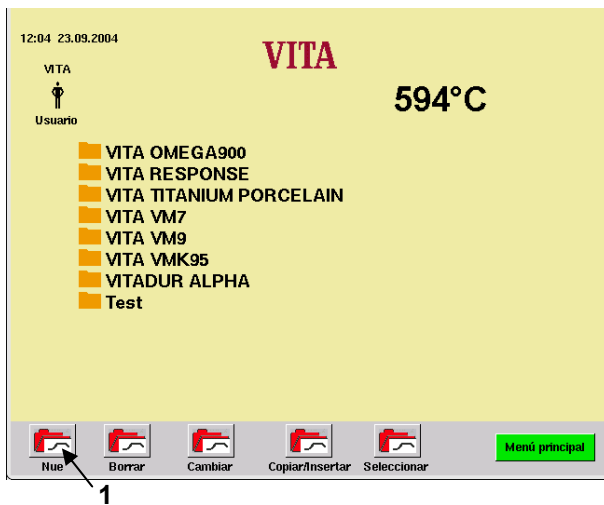 12:04 23.09.2004
VITA
VITA
594°C
Usuario
VITA OMEGA900
VITA RESPONSE
VITA TITANIUM PORCELAIN
VITA VM7
VITA VM9
VITA VMK95
VITADUR ALPHA
Test
Nue
Borrar
Cambiar
Copiar/Insertar
Seleccionar
Menú principal
1